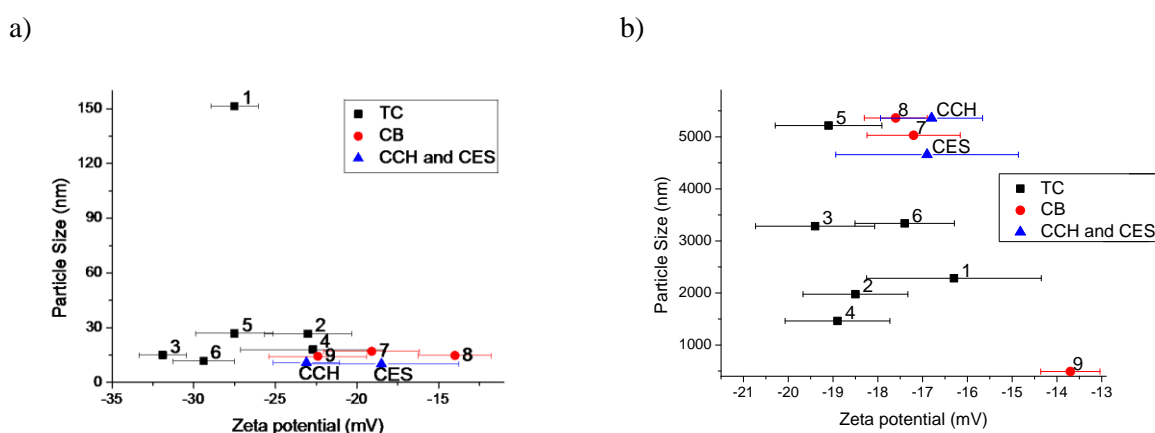 a)
b)
Particle Size (nm)
150
120
90
60
30
0
1
TC
CB
CCH and CES
5
2
4
3
6
9
7
8
CCH
CES
-35
-30
-25
-20
-15
Zeta potential (mV)
Particle Size (nm)
5000
4000
3000
2000
1000
5
8
CCH
7
CES
TC
CB
CCH and CES
3
6
1
2
4
9
-21
-20
-19
-18
-17
-16
-15
-14
-13
Zeta potential (mV)